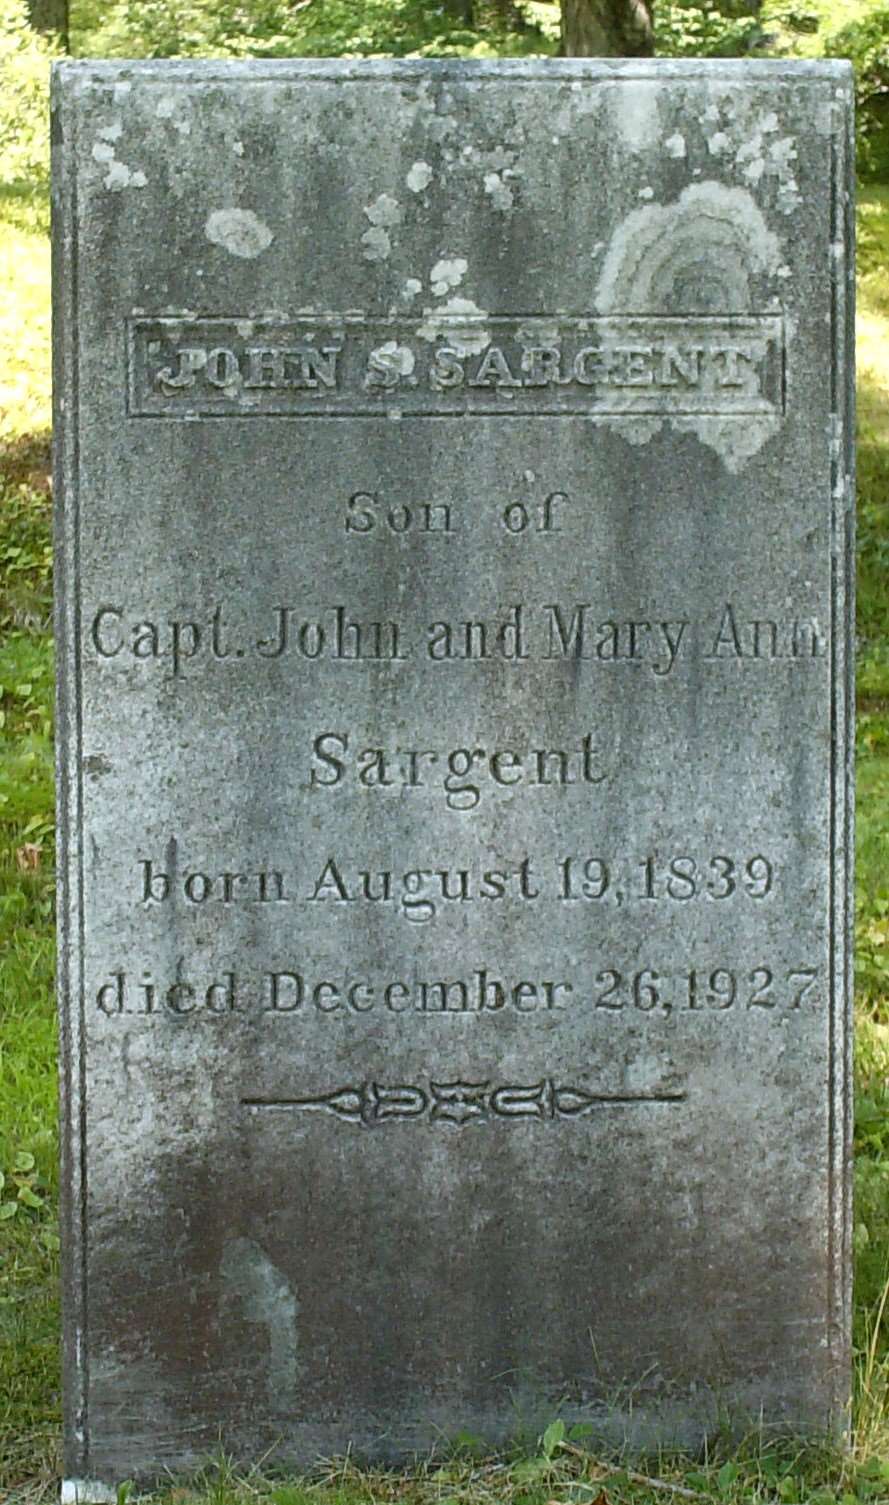 JOHN S. SARGENT
Son of
Capt. John and Mary Ann
Sargent
born August 19, 1839
died December 26, 1927